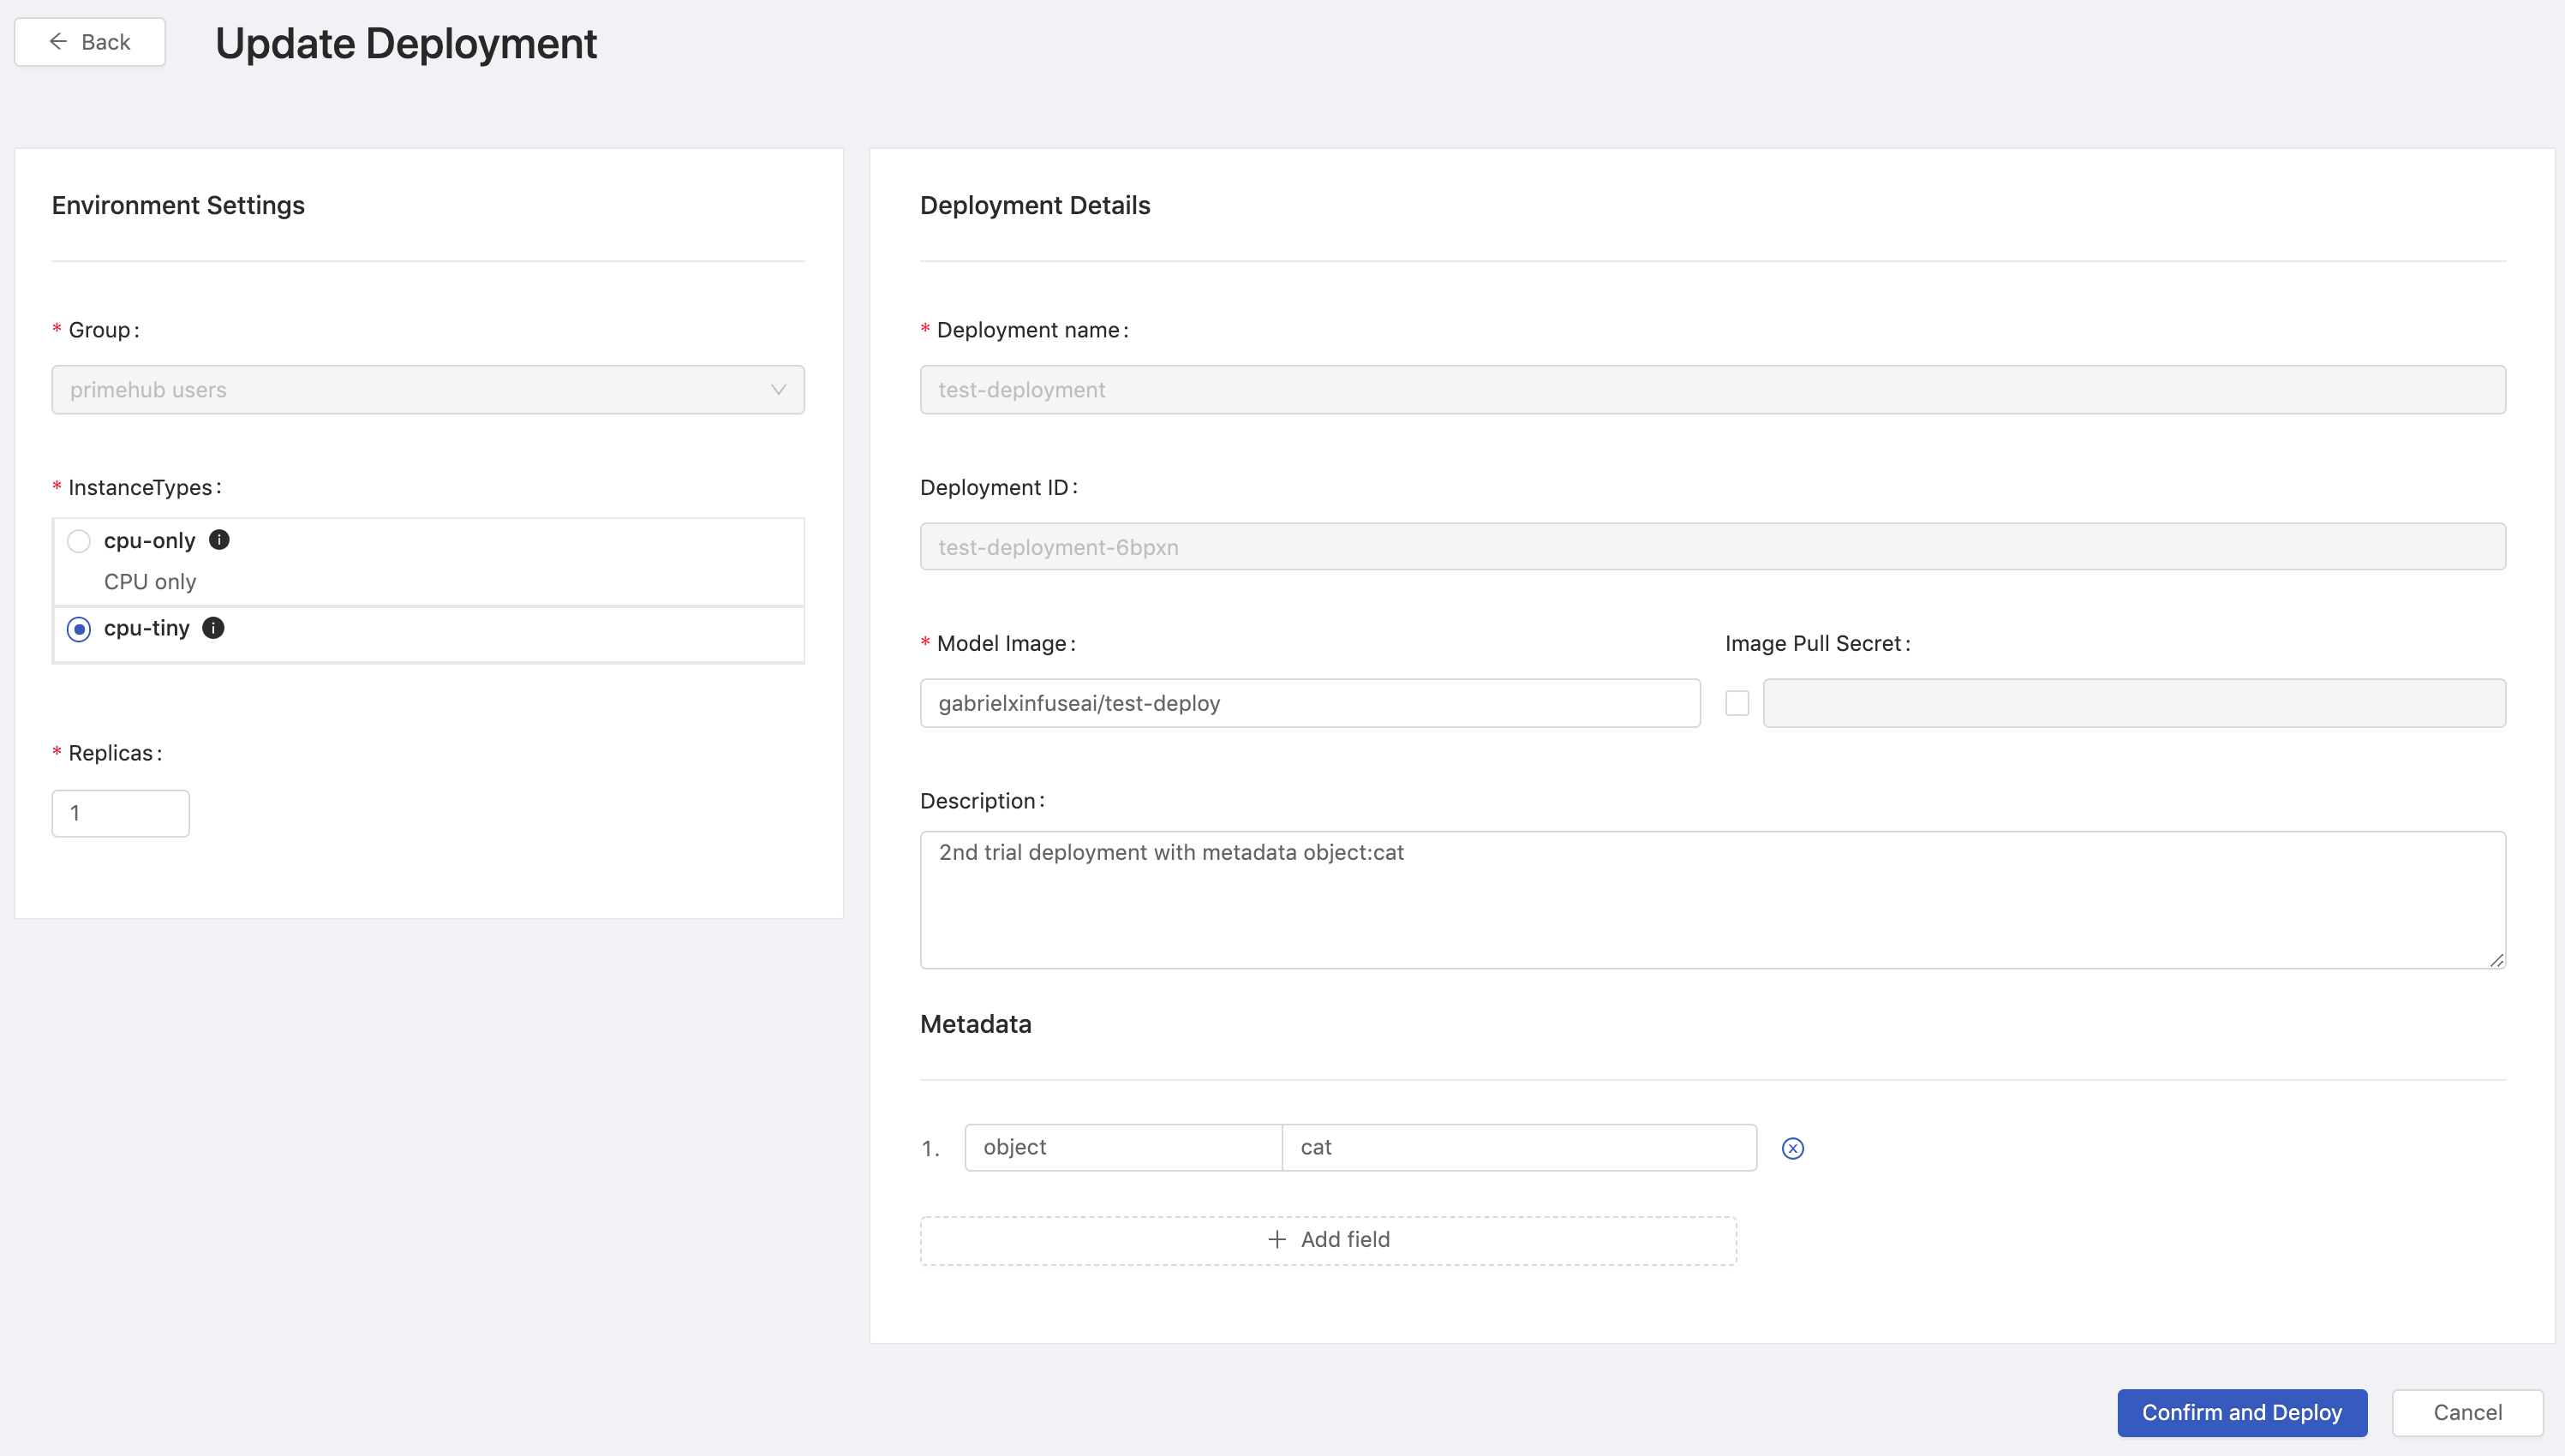 Back
Update Deployment
Environment Settings
* Group:
primehub users
* InstanceTypes:
cpu-only
CPU only
cpu-tiny
* Replicas:
1
Deployment Details
* Deployment name:
test-deployment
Deployment ID:
test-deployment-6bpxn
* Model Image:
gabrielxinfuseai/test-deploy
Image Pull Secret:
Description:
2nd trial deployment with metadata object:cat
Metadata
1. object cat
+ Add field
Confirm and Deploy
Cancel